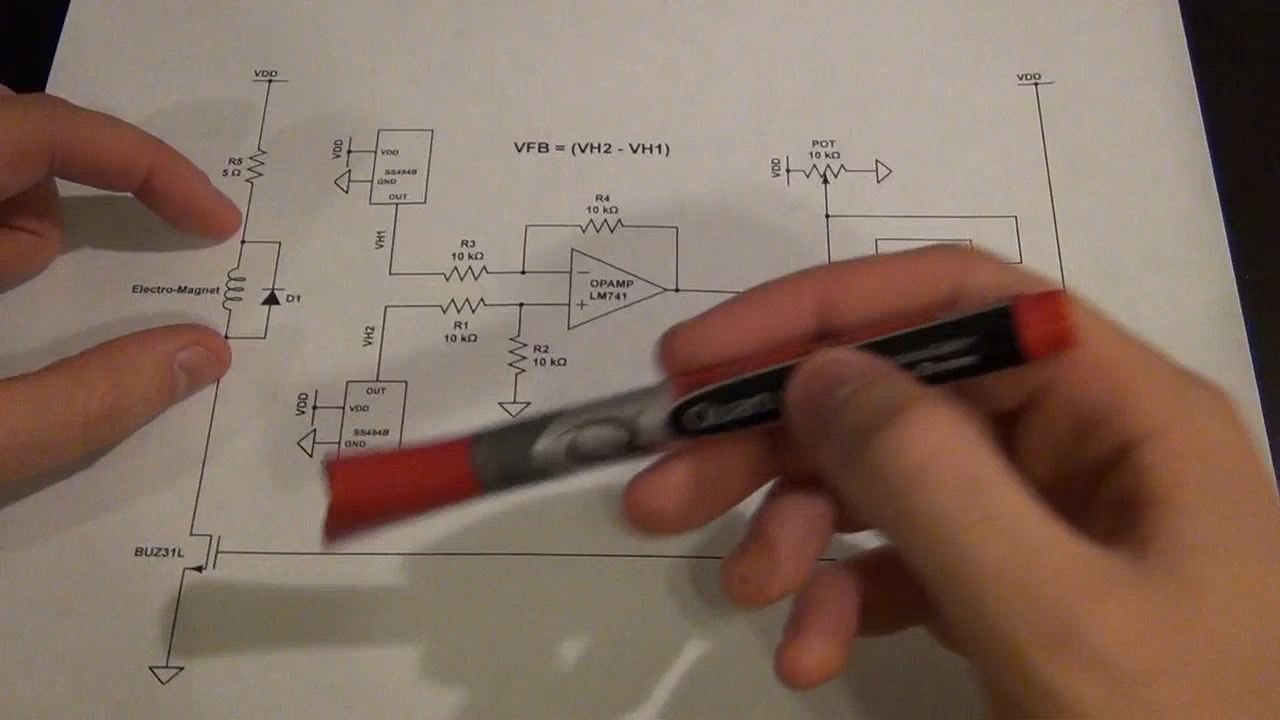 VDD
R5
5 Ω
Electro-Magnet
D1
BUZ31L
VDD
VDD
SS494B
GND
OUT
VH1
VFB = (VH2 - VH1)
R4
10 kΩ
R3
10 kΩ
OPAMP
LM741
−
+
R1
10 kΩ
R2
10 kΩ
VH2
OUT
VDD
VDD
SS494B
GND
POT
10 kΩ
VDD
VDD